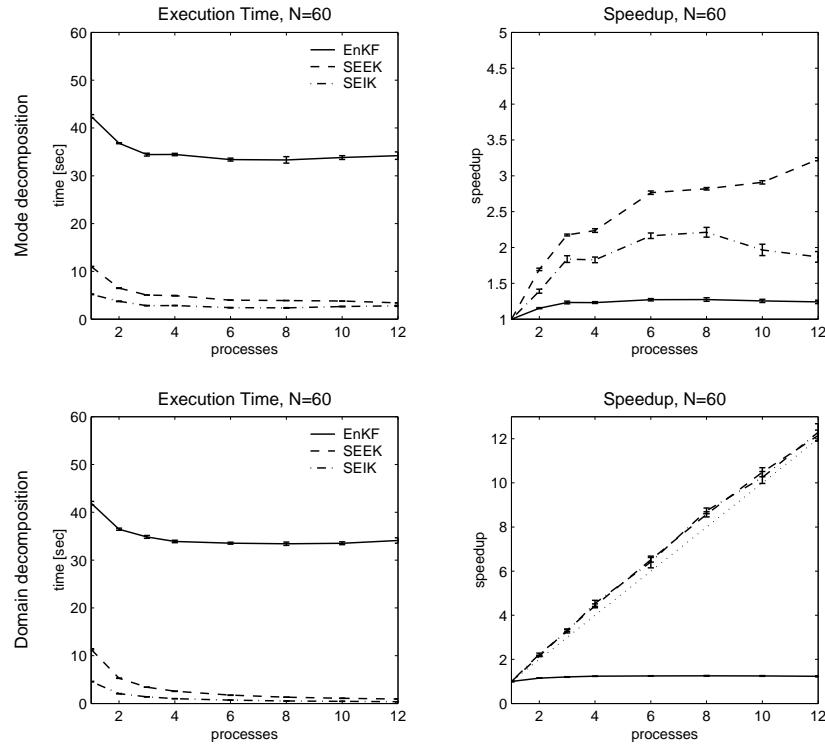 Execution Time, N=60
Speedup, N=60
Mode decomposition
60
50
40
30
20
10
0
time [sec]
EnKF
SEEK
SEIK
2
4
6
8
10
12
processes
5
4.5
4
3.5
3
2.5
2
1.5
1
speedup
2
4
6
8
10
12
processes
Execution Time, N=60
Speedup, N=60
Domain decomposition
60
50
40
30
20
10
0
time [sec]
EnKF
SEEK
SEIK
2
4
6
8
10
12
processes
12
10
8
6
4
2
0
speedup
2
4
6
8
10
12
processes